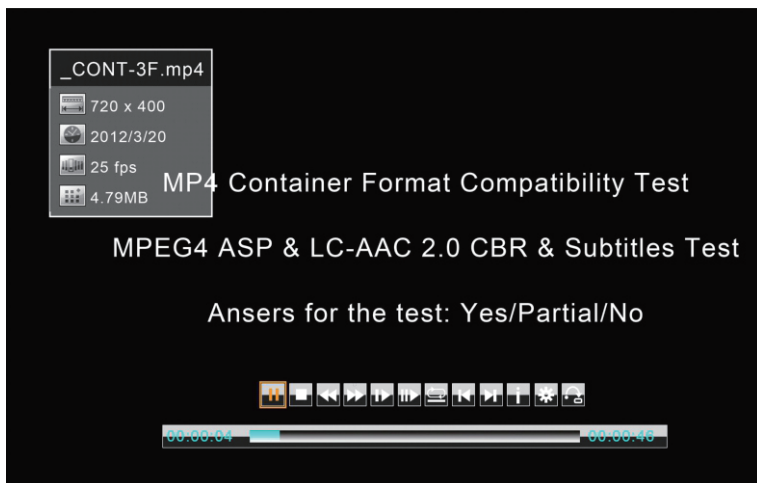 _CONT-3F.mp4
720 x 400
2012/3/20
25 fps
4.79MB
MP4 Container Format Compatibility Test
MPEG4 ASP & LC-AAC 2.0 CBR & Subtitles Test
Ansers for the test: Yes/Partial/No
00:00:04 00:00:46